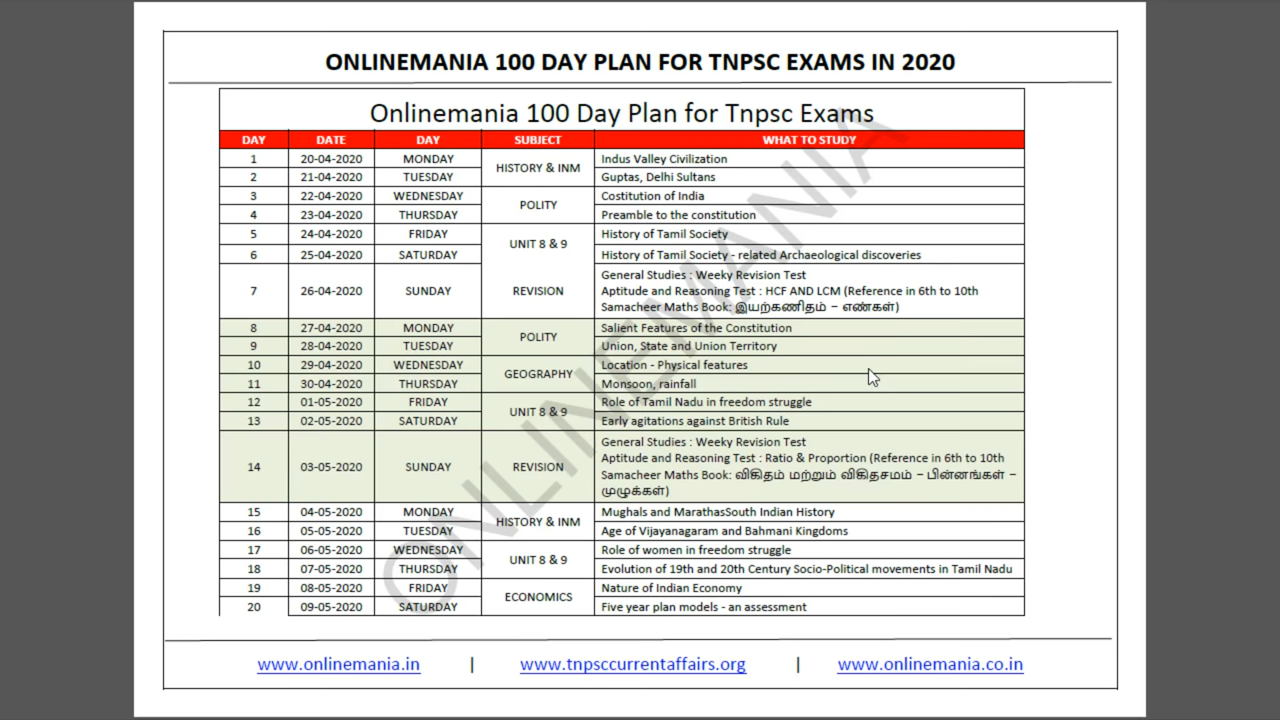 ONLINEMANIA 100 DAY PLAN FOR TNPSC EXAMS IN 2020
Onlinemania 100 Day Plan for Tnpsc Exams
DAY DATE DAY SUBJECT WHAT TO STUDY
1 20-04-2020 MONDAY HISTORY & INM Indus Valley Civilization
2 21-04-2020 TUESDAY Guptas, Delhi Sultans
3 22-04-2020 WEDNESDAY POLITY Costitution of India
4 23-04-2020 THURSDAY Preamble to the constitution
5 24-04-2020 FRIDAY UNIT 8 & 9 History of Tamil Society
6 25-04-2020 SATURDAY History of Tamil Society - related Archaeological discoveries
7 26-04-2020 SUNDAY REVISION General Studies : Weeky Revision Test
Aptitude and Reasoning Test : HCF AND LCM (Reference in 6th to 10th
Samacheer Maths Book: இயற்கணிதம் – எண்கள்)
8 27-04-2020 MONDAY POLITY Salient Features of the Constitution
9 28-04-2020 TUESDAY Union, State and Union Territory
10 29-04-2020 WEDNESDAY GEOGRAPHY Location - Physical features
11 30-04-2020 THURSDAY Monsoon, rainfall
12 01-05-2020 FRIDAY UNIT 8 & 9 Role of Tamil Nadu in freedom struggle
13 02-05-2020 SATURDAY Early agitations against British Rule
14 03-05-2020 SUNDAY REVISION General Studies : Weeky Revision Test
Aptitude and Reasoning Test : Ratio & Proportion (Reference in 6th to 10th
Samacheer Maths Book: விகிதம் மற்றும் விகிதசமம் – பின்னங்கள் –
முழுக்கள்)
15 04-05-2020 MONDAY HISTORY & INM Mughals and MarathasSouth Indian History
16 05-05-2020 TUESDAY Age of Vijayanagaram and Bahmani Kingdoms
17 06-05-2020 WEDNESDAY UNIT 8 & 9 Role of women in freedom struggle
18 07-05-2020 THURSDAY Evolution of 19th and 20th Century Socio-Political movements in Tamil Nadu
19 08-05-2020 FRIDAY ECONOMICS Nature of Indian Economy
20 09-05-2020 SATURDAY Five year plan models - an assessment
ONLINEMANIA
www.onlinemania.in | www.tnpsccurrentaffairs.org | www.onlinemania.co.in